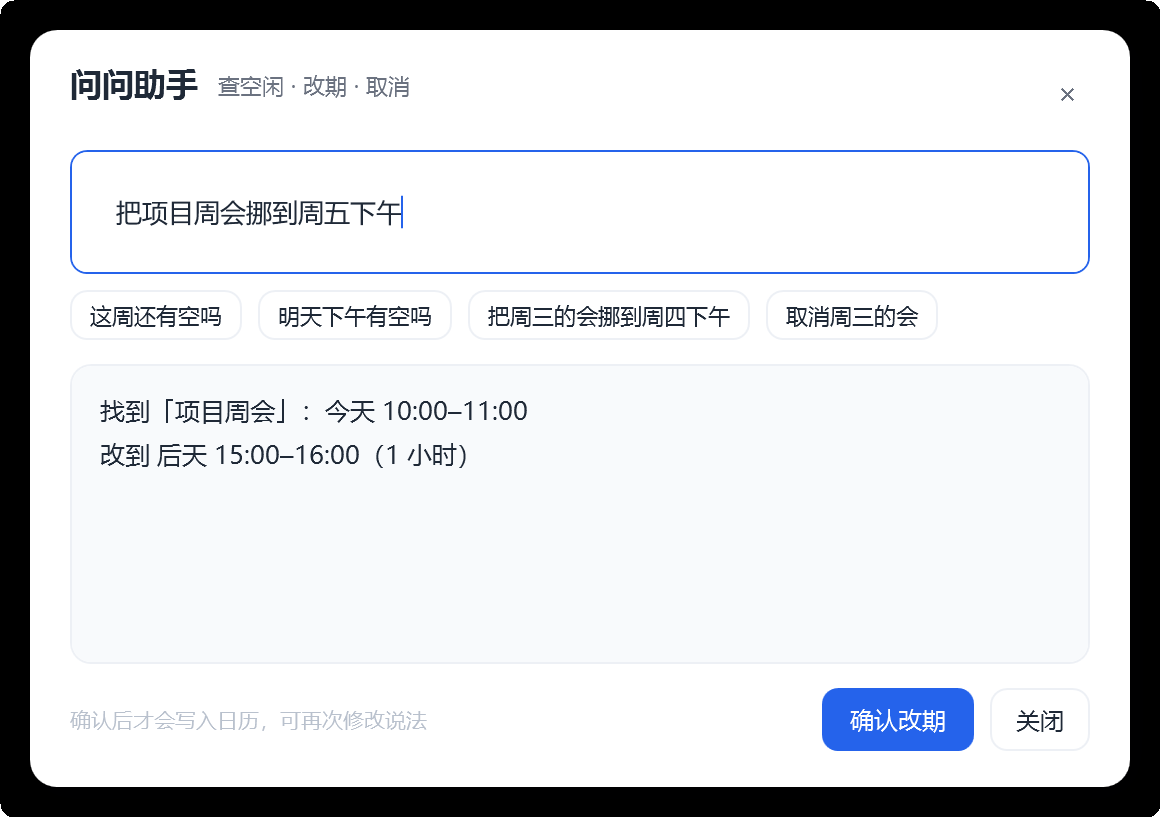 问问助手 查空闲 · 改期 · 取消
×
把项目周会挪到周五下午
这周还有空吗 明天下午有空吗 把周三的会挪到周四下午 取消周三的会
找到「项目周会」：今天 10:00–11:00
改到 后天 15:00–16:00（1 小时）
确认后才会写入日历，可再次修改说法 确认改期 关闭